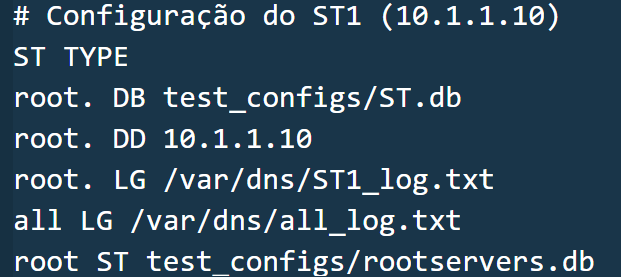 # Configuração do ST1 (10.1.1.10)
ST TYPE
root. DB test_configs/ST.db
root. DD 10.1.1.10
root. LG /var/dns/ST1_log.txt
all LG /var/dns/all_log.txt
root ST test_configs/rootservers.db